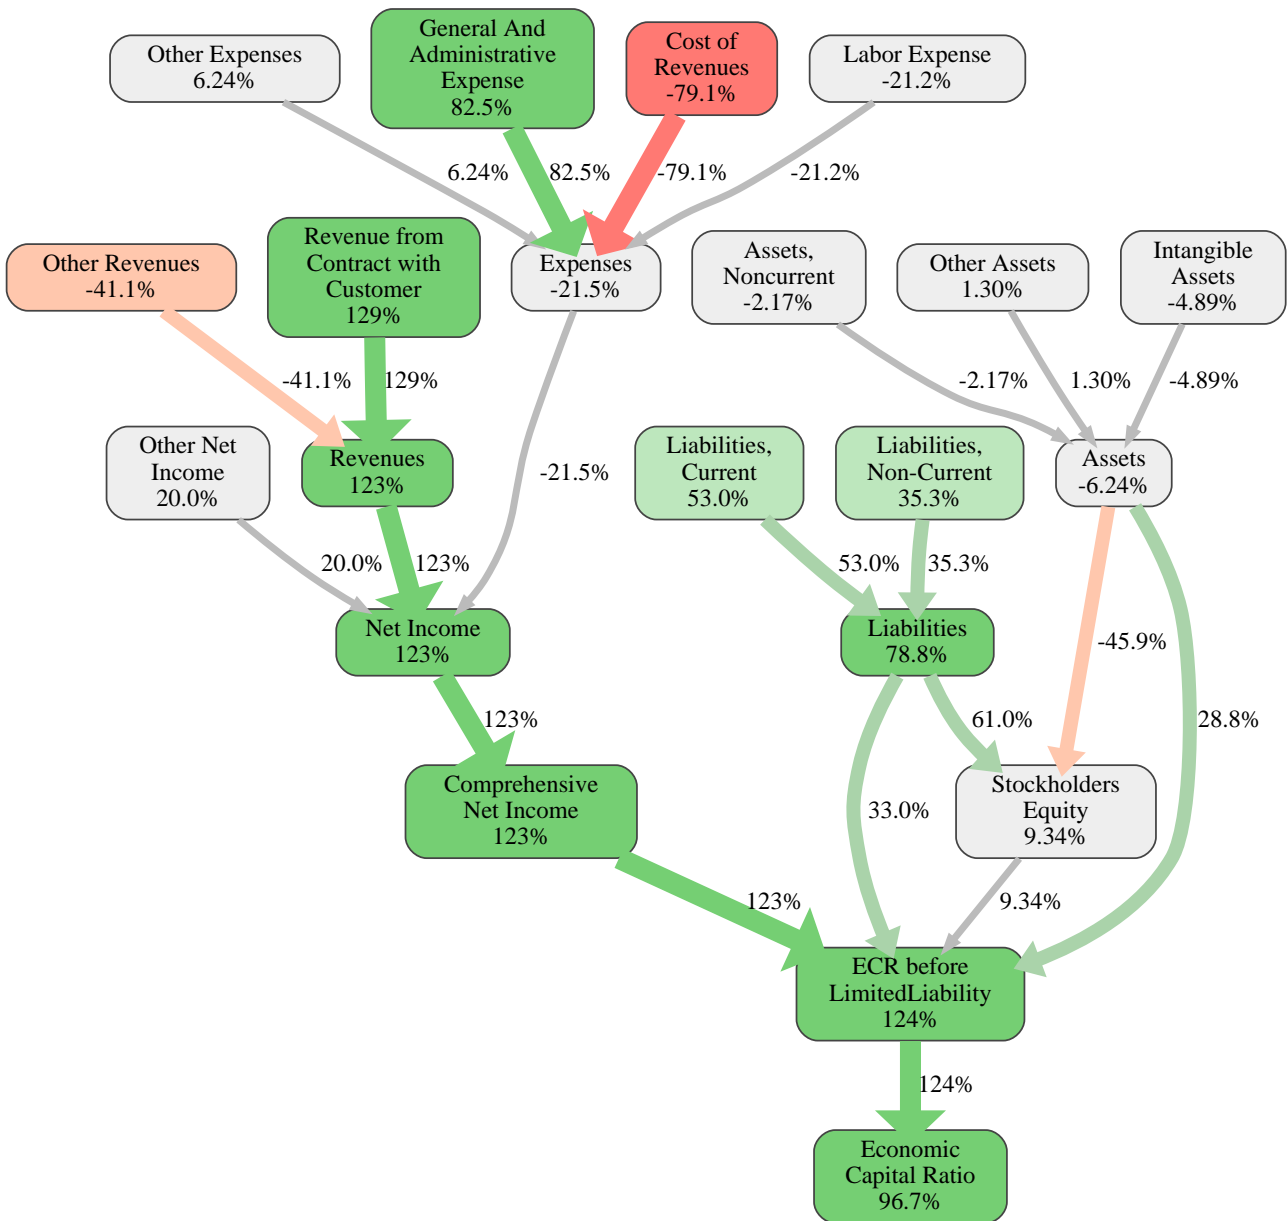 Other Expenses
6.24%
General And
Administrative
Expense
82.5%
Cost of
Revenues
-79.1%
Labor Expense
-21.2%
6.24%
82.5%
-79.1%
-21.2%
Other Revenues
-41.1%
Revenue from
Contract with
Customer
129%
Expenses
-21.5%
Assets,
Noncurrent
-2.17%
Other Assets
1.30%
Intangible
Assets
-4.89%
-41.1%
129%
-2.17%
1.30%
-4.89%
Other Net
Income
20.0%
Revenues
123%
-21.5%
Liabilities,
Current
53.0%
Liabilities,
Non-Current
35.3%
Assets
-6.24%
20.0%
123%
53.0%
35.3%
Net Income
123%
Liabilities
78.8%
-45.9%
123%
61.0%
28.8%
Comprehensive
Net Income
123%
33.0%
Stockholders
Equity
9.34%
123%
9.34%
ECR before
LimitedLiability
124%
124%
Economic
Capital Ratio
96.7%